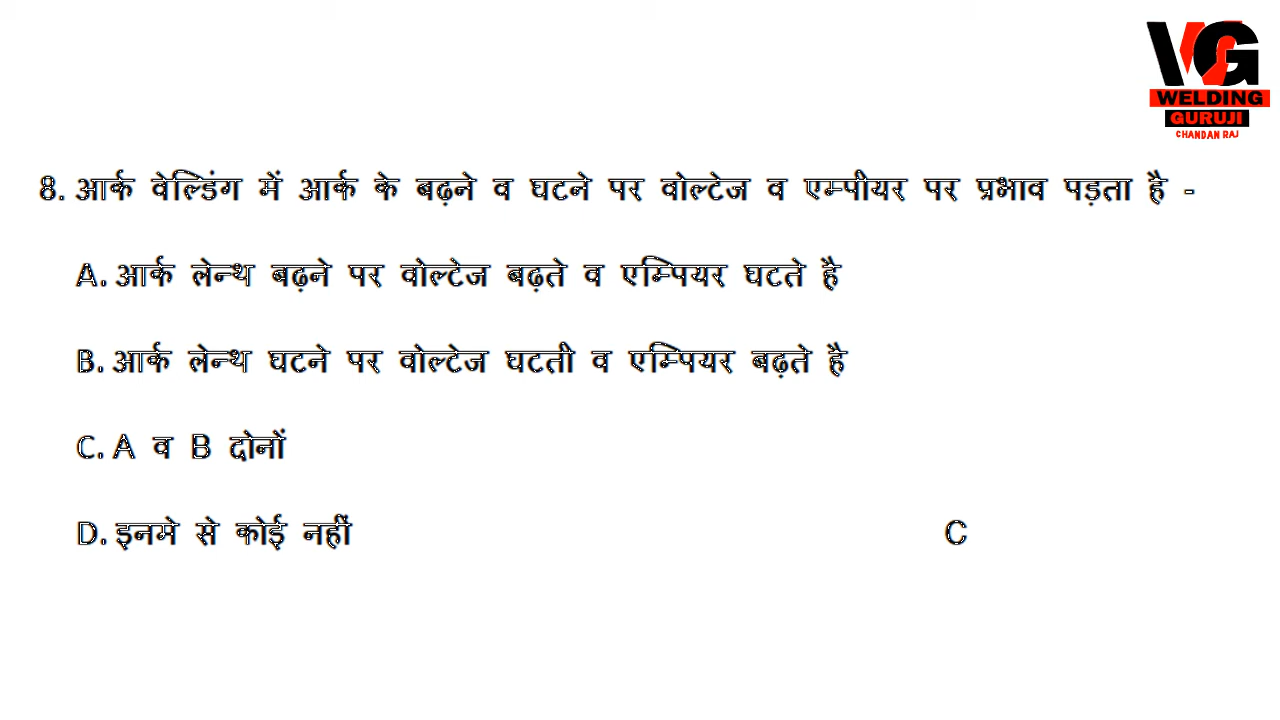 VG
WELDING
GURUJI
CHANDAN RAJ
8. आर्क वेल्डिंग में आर्क के बढ़ने व घटने पर वोल्टेज व एम्पीयर पर प्रभाव पड़ता है -
A. आर्क लेन्थ बढ़ने पर वोल्टेज बढ़ते व एम्पियर घटते है
B. आर्क लेन्थ घटने पर वोल्टेज घटती व एम्पियर बढ़ते है
C. A व B दोनों
D. इनमे से कोई नहीं C